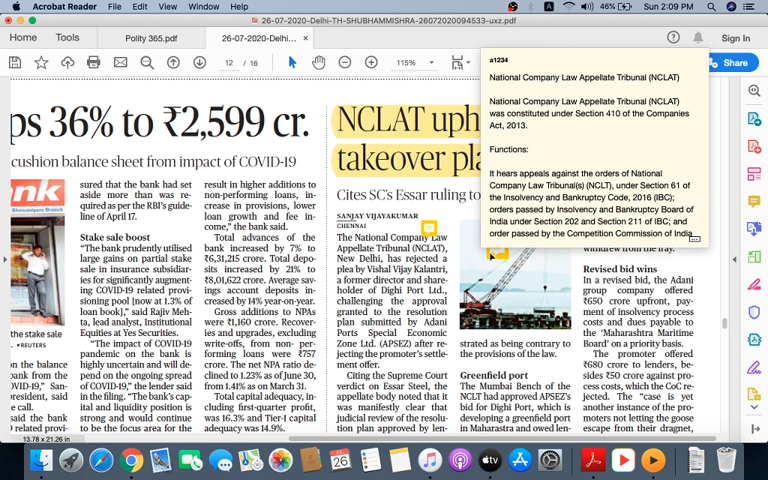 Acrobat Reader File Edit View Window Help
46% Sun 2:09 PM
26-07-2020-Delhi-TH-SHUBHAMMISHRA-26072020094533-uxz.pdf
Home Tools Polity 365.pdf 26-07-2020-Delhi... × Sign In
12 / 16 115% Share
ps 36% to ₹2,599 cr.
cushion balance sheet from impact of COVID-19
nk
the stake sale
• REUTERS
on the balance
bank from the
OVID,” San-
resident, said
e call.
said the bank
l related provi-
sured that the bank had set
aside more than was re-
quired as per the RBI's guide-
line of April 17.
Stake sale boost
“The bank prudently utilised
large gains on partial stake
sale in insurance subsidiar-
ies for significantly augment-
ing COVID-19 related provi-
sioning pool [now at 1.3% of
loan book],” said Rajiv Meh-
ta, lead analyst, Institutional
Equities at Yes Securities.
“The impact of COVID-19
pandemic on the bank is
highly uncertain and will de-
pend on the ongoing spread
of COVID-19,” the lender said
in the filing. “The bank's cap-
ital and liquidity position is
strong and would continue
to be the focus area for the
result in higher additions to
non-performing loans, in-
crease in provisions, lower
loan growth and fee in-
come,” the bank said.
Total advances of the
bank increased by 7% to
₹6,31,215 crore. Total depo-
sits increased by 21% to
₹8,01,622 crore. Average sav-
ings account deposits in-
creased by 14% year-on-year.
Gross additions to NPAs
were ₹1,160 crore. Recover-
ies and upgrades, excluding
write-offs, from non- per-
forming loans were ₹757
crore. The net NPA ratio de-
clined to 1.23% as of June 30,
from 1.41% as on March 31.
Total capital adequacy, in-
cluding first-quarter profit,
was 16.3% and Tier-1 capital
adequacy was 14.9%.
NCLAT uph
takeover pla
Cites SC's Essar ruling to
SANJAY VIJAYAKUMAR
CHENNAI
The National Company Law
Appellate Tribunal (NCLAT),
New Delhi, has rejected a
plea by Vishal Vijay Kalantri,
a former director and share-
holder of Dighi Port Ltd.,
challenging the approval
granted to the resolution
plan submitted by Adani
Ports Special Economic
Zone Ltd. (APSEZ) after re-
jecting the promoter's settle-
ment offer.
Citing the Supreme Court
verdict on Essar Steel, the
appellate body noted that it
was manifestly clear that
judicial review of the resolu-
tion plan approved by len-
strated as being contrary to
the provisions of the law.
Greenfield port
The Mumbai Bench of the
NCLT had approved APSEZ's
bid for Dighi Port, which is
developing a greenfield port
in Maharastra and owed len-
withdrew from the fray.
Revised bid wins
In a revised bid, the Adani
group company offered
₹650 crore upfront, pay-
ment of insolvency process
costs and dues payable to
the ‘Maharashtra Maritime
Board’ on a priority basis.
The promoter offered
₹680 crore to lenders, be-
sides ₹50 crore against pro-
cess costs, which the CoC re-
jected. The “case is yet
another instance of the pro-
moters not letting the goose
escape from their dragnet,
a1234
National Company Law Appellate Tribunal (NCLAT)
National Company Law Appellate Tribunal (NCLAT)
was constituted under Section 410 of the Companies
Act, 2013.
Functions:
It hears appeals against the orders of National
Company Law Tribunal(s) (NCLT), under Section 61 of
the Insolvency and Bankruptcy Code, 2016 (IBC);
orders passed by Insolvency and Bankruptcy Board of
India under Section 202 and Section 211 of IBC; and
order passed by the Competition Commission of India
13.78 x 21.26 in
26
tv